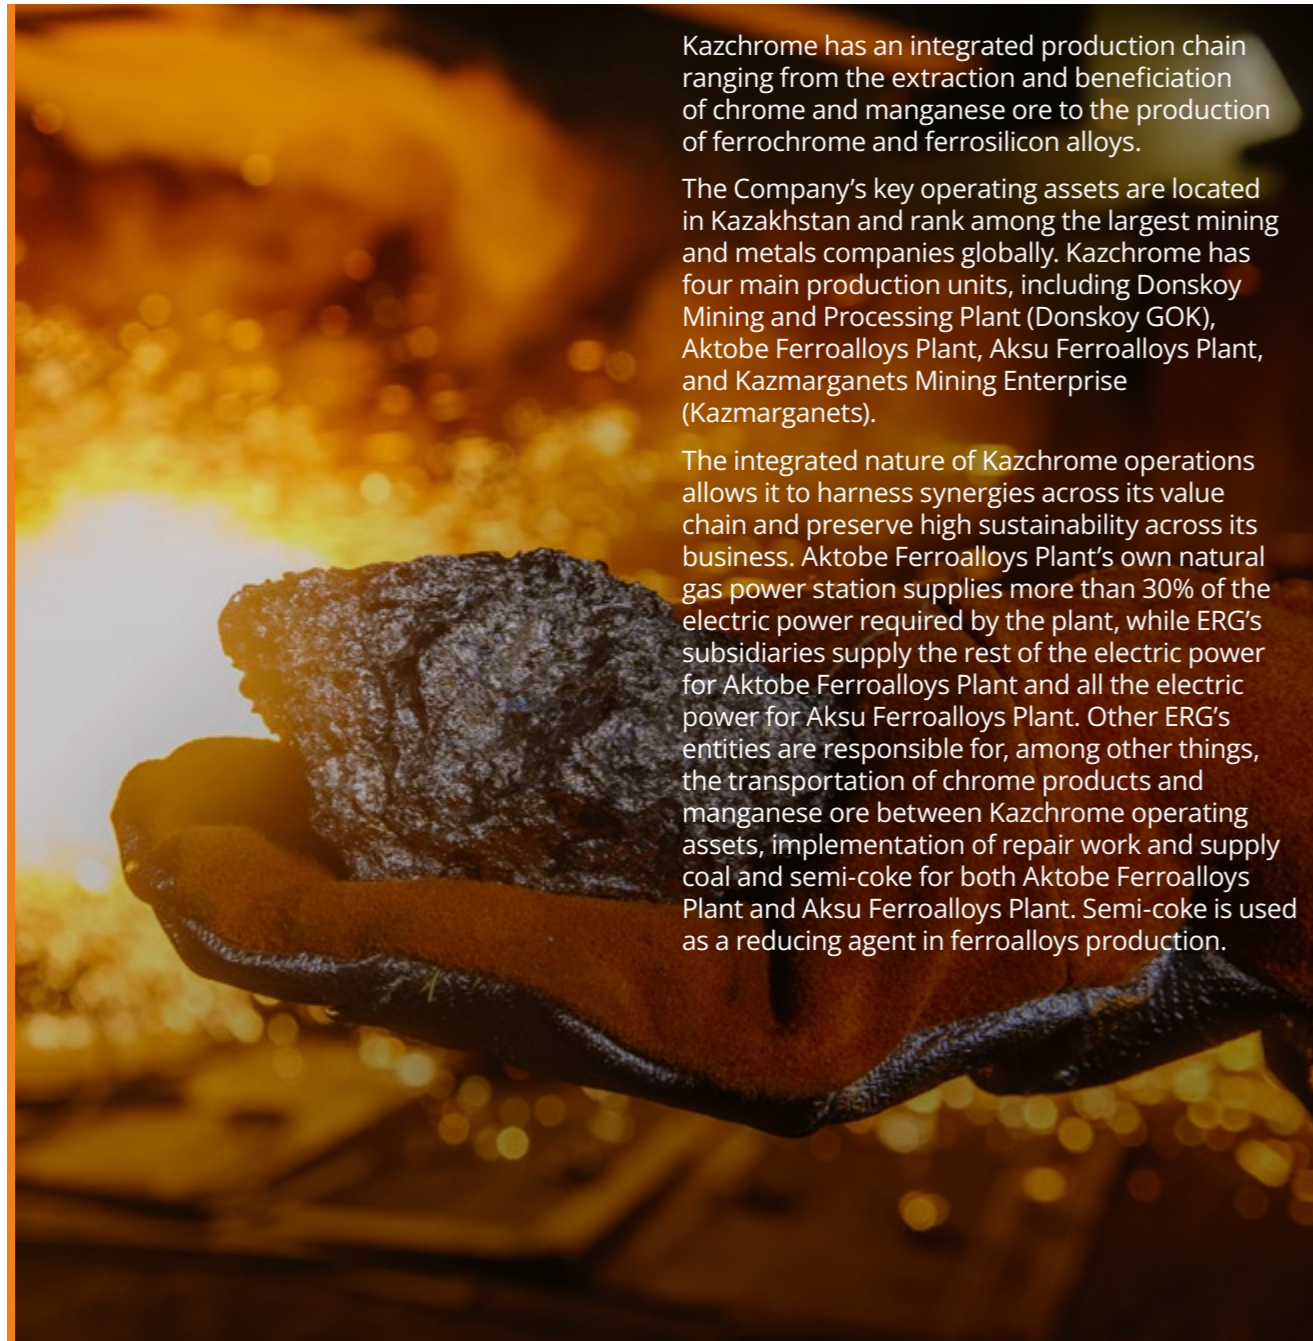 Kazchrome has an integrated production chain
ranging from the extraction and beneficiation
of chrome and manganese ore to the production
of ferrochrome and ferrosilicon alloys.
The Company’s key operating assets are located
in Kazakhstan and rank among the largest mining
and metals companies globally. Kazchrome has
four main production units, including Donskoy
Mining and Processing Plant (Donskoy GOK),
Aktobe Ferroalloys Plant, Aksu Ferroalloys Plant,
and Kazmarganets Mining Enterprise
(Kazmarganets).
The integrated nature of Kazchrome operations
allows it to harness synergies across its value
chain and preserve high sustainability across its
business. Aktobe Ferroalloys Plant’s own natural
gas power station supplies more than 30% of the
electric power required by the plant, while ERG’s
subsidiaries supply the rest of the electric power
for Aktobe Ferroalloys Plant and all the electric
power for Aksu Ferroalloys Plant. Other ERG’s
entities are responsible for, among other things,
the transportation of chrome products and
manganese ore between Kazchrome operating
assets, implementation of repair work and supply
coal and semi-coke for both Aktobe Ferroalloys
Plant and Aksu Ferroalloys Plant. Semi-coke is used
as a reducing agent in ferroalloys production.